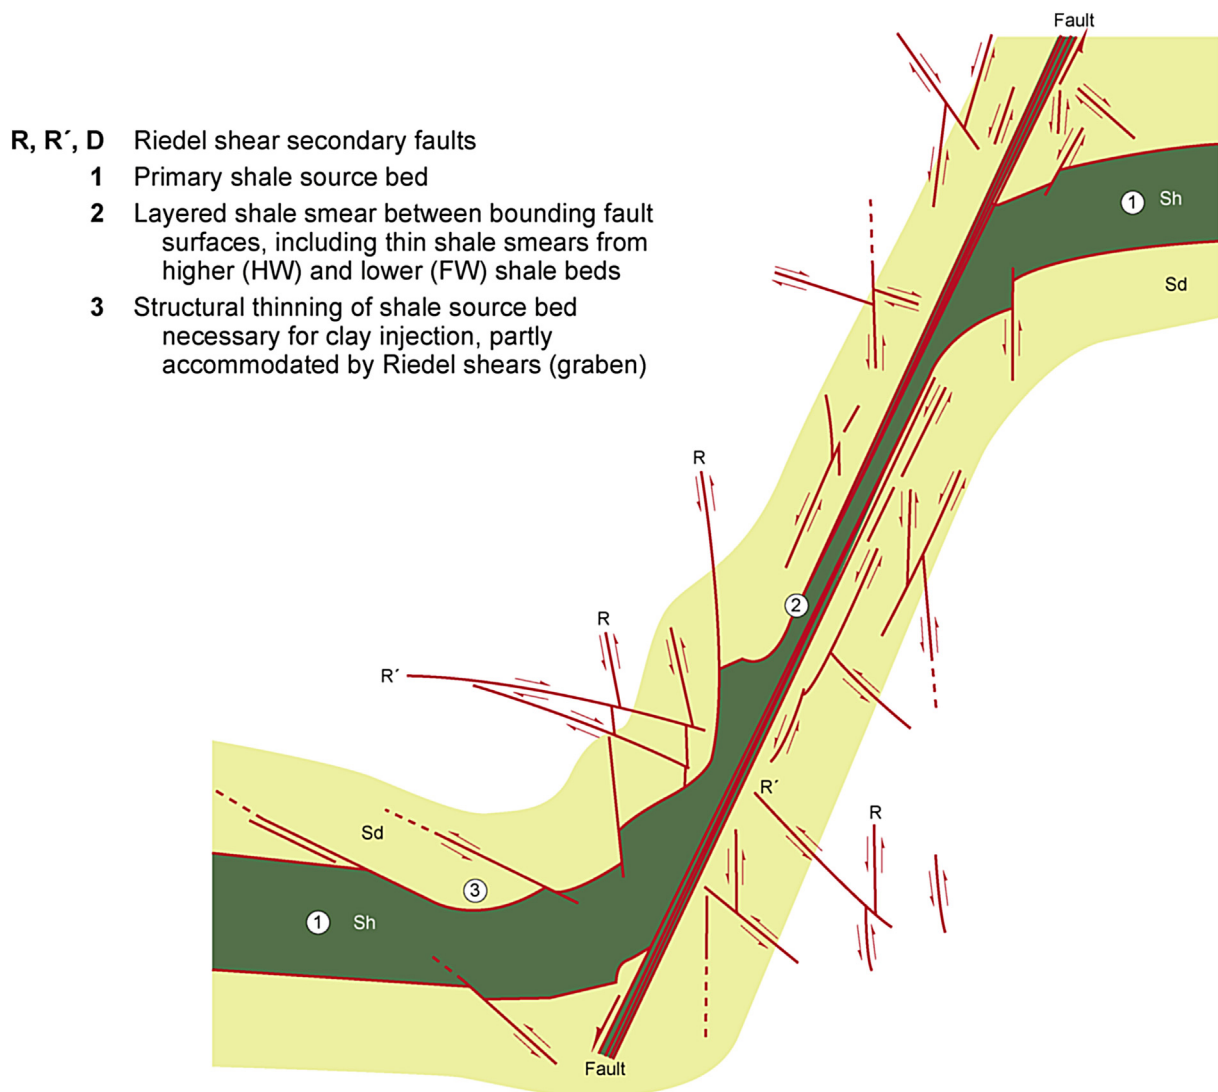 Fault
R, R´, D Riedel shear secondary faults
1 Primary shale source bed
2 Layered shale smear between bounding fault
surfaces, including thin shale smears from
higher (HW) and lower (FW) shale beds
3 Structural thinning of shale source bed
necessary for clay injection, partly
accommodated by Riedel shears (graben)
1 Sh
Sd
R
2
R
R´
R´
R
Sd
3
1 Sh
Fault